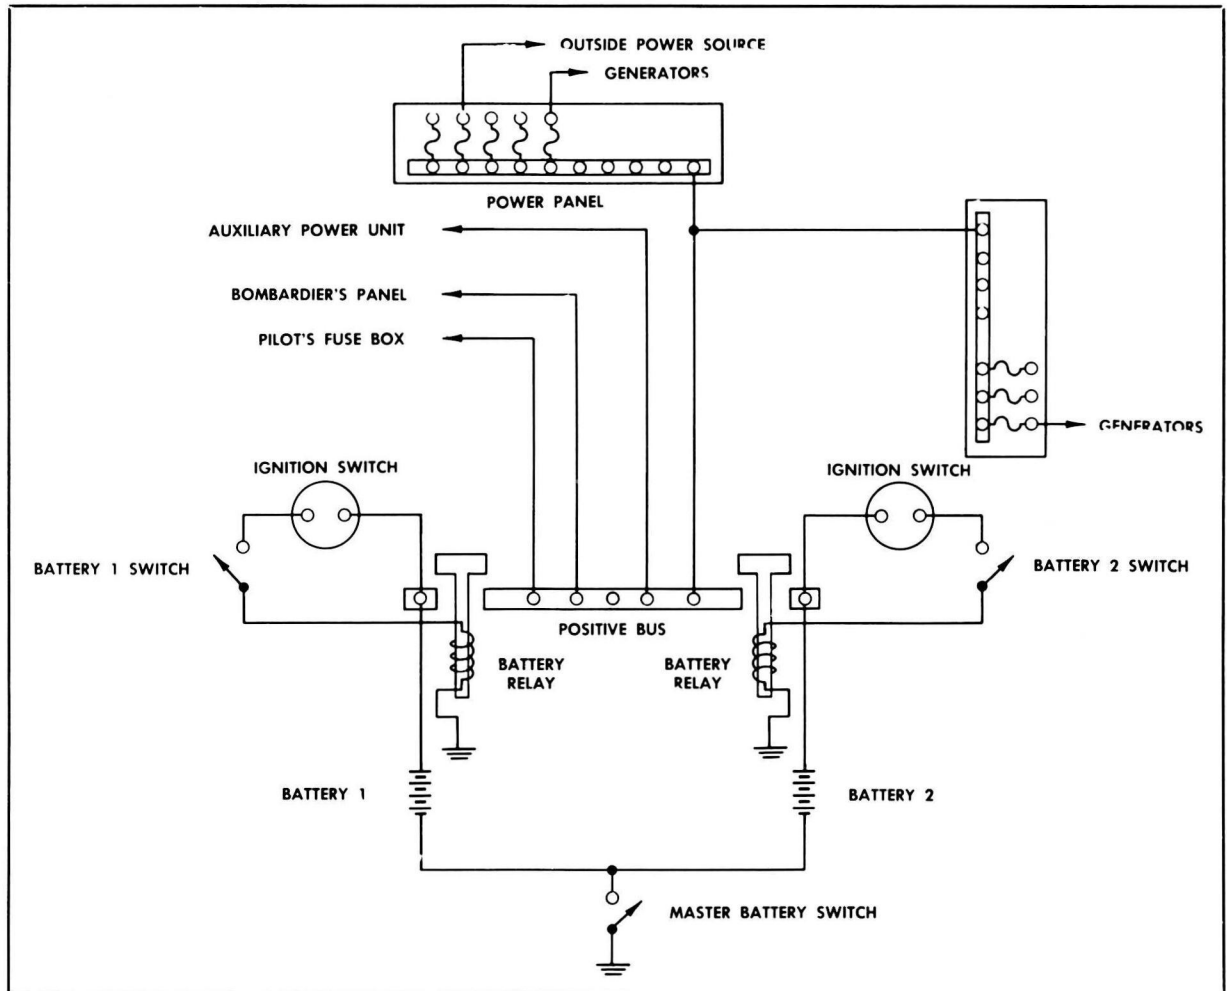 OUTSIDE POWER SOURCE
GENERATORS
POWER PANEL
AUXILIARY POWER UNIT
BOMBARDIER'S PANEL
PILOT'S FUSE BOX
GENERATORS
IGNITION SWITCH
IGNITION SWITCH
BATTERY 1 SWITCH
BATTERY 2 SWITCH
POSITIVE BUS
BATTERY
RELAY
BATTERY
RELAY
BATTERY 1
BATTERY 2
MASTER BATTERY SWITCH